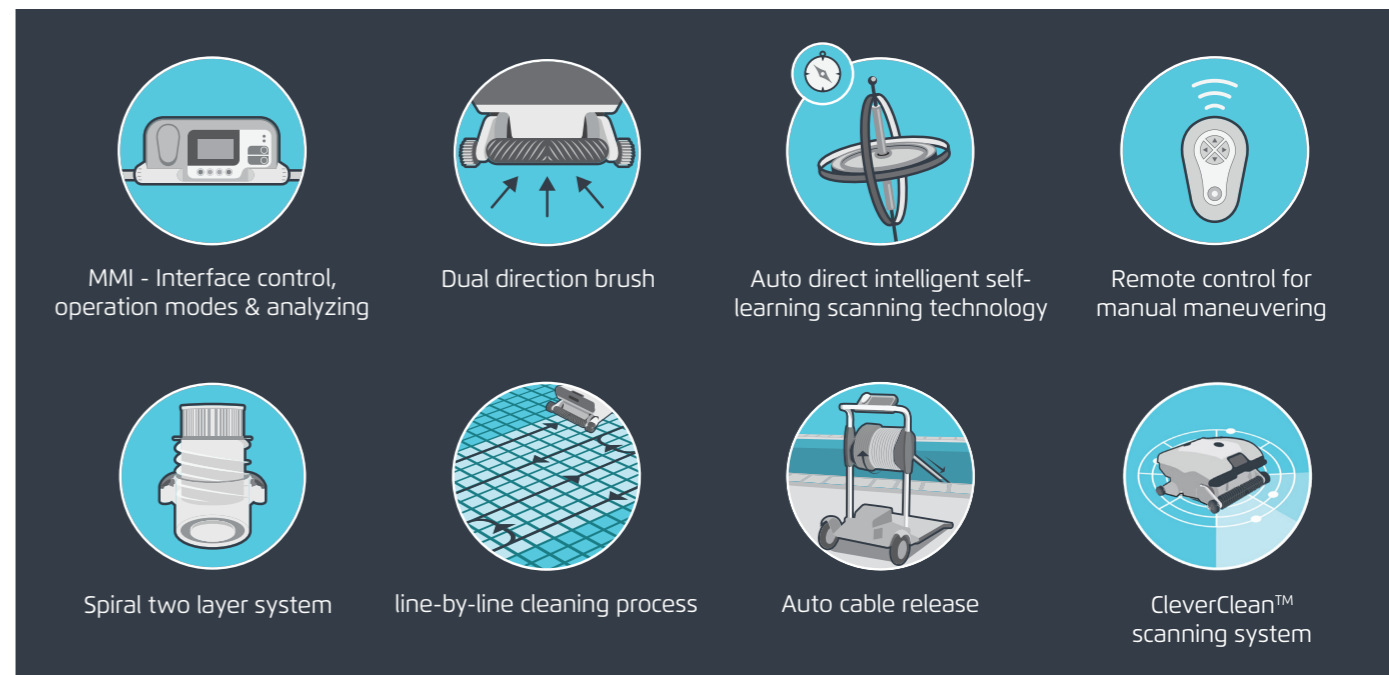 MMI - Interface control,
operation modes & analyzing
Dual direction brush
Auto direct intelligent self-
learning scanning technology
Remote control for
manual maneuvering
Spiral two layer system
line-by-line cleaning process
Auto cable release
CleverClean™
scanning system